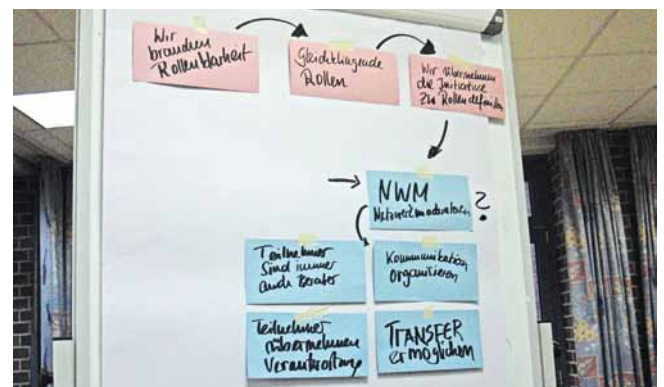 Wir
brauchen
Rollenklarheit
Gleichklingende
Rollen
Wir übernehmen
die Initiative
zur Rollendefinition
NWM
Netzwerkmoderatoren
?
Teilnehmer
sind immer
auch Berater
Kommunikation
organisieren
Teilnehmer
übernehmen
Verantwortung
TRANSFER
ermöglichen